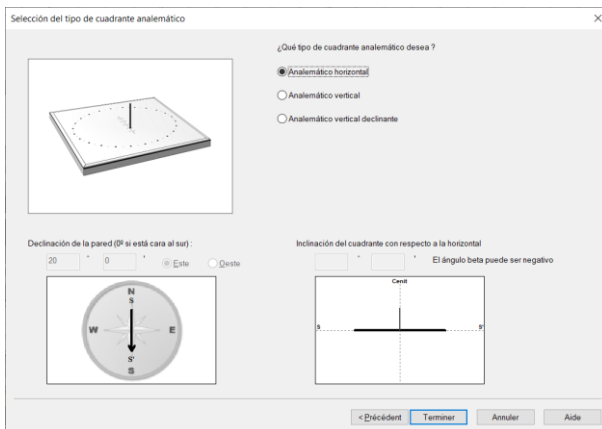 Selección del tipo de cuadrante analemático
¿Qué tipo de cuadrante analemático desea ?
Analemático horizontal
Analemático vertical
Analemático vertical declinante
Declinación de la pared (0º si está cara al sur) :
20 ° 0 ' Este Oeste
N
S
W E
S'
S
Inclinación del cuadrante con respecto a la horizontal
° ' El ángulo beta puede ser negativo
Cenit
S S'
< Précédent Terminer Annuler Aide